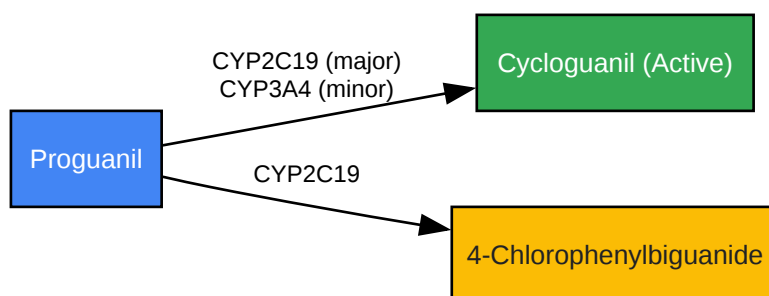 CYP2C19 (major)
CYP3A4 (minor)
Cycloguanil (Active)
Proguanil
CYP2C19
4-Chlorophenylbiguanide